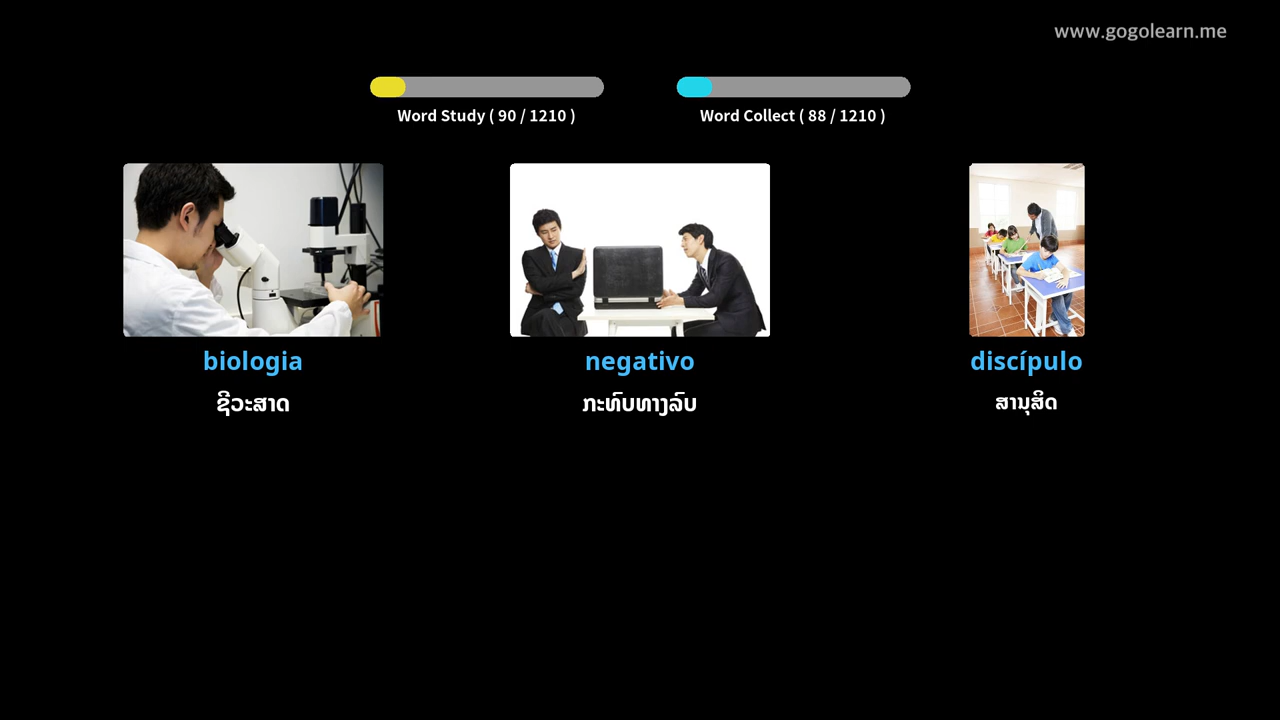 www.gogolearn.me
Word Study ( 90 / 1210 )
Word Collect ( 88 / 1210 )
biologia
negativo
discípulo
ຊີວະສາດ
ກະທົບທາງລົບ
ສານຸສິດ